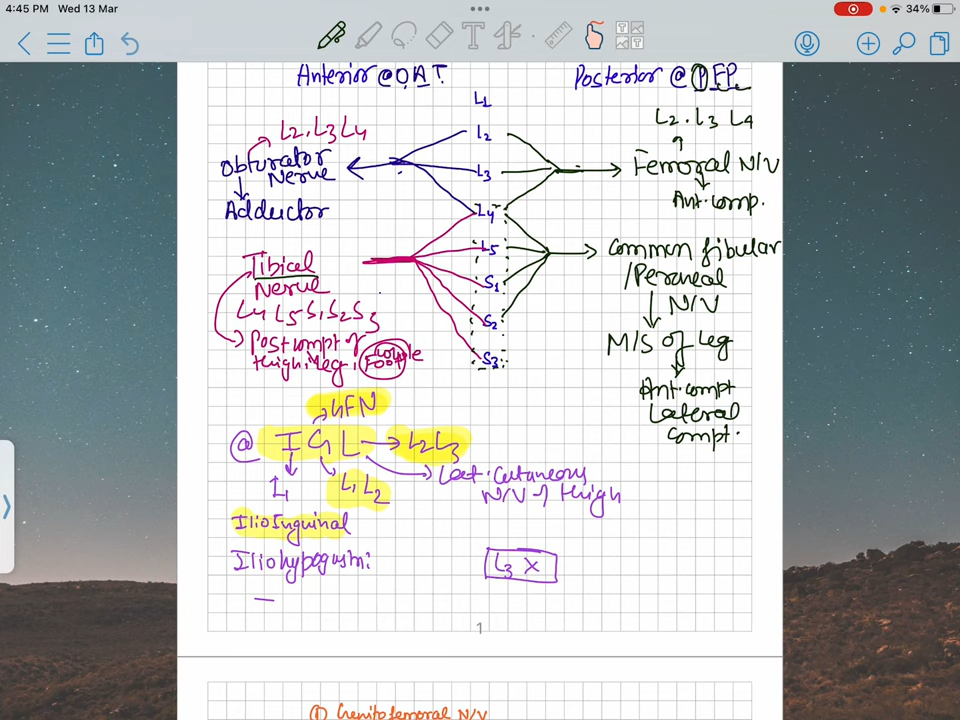 4:45 PM Wed 13 Mar
34%
Anterior @ OAT
Posterior @ PFP
L1
L2
L3
L4
L5
S1
S2
S3
L2, L3 L4
Obturator
Nerve
Adductor
Tibical
Nerve
L4 L5 S1 S2 S3
Post compt of
thigh, leg,
Foot
L2. L3 L4
Femoral N/V
Ant. comp.
Common fibular
/Peroneal
N/V
M/S of leg
Ant. compt
Lateral
compt.
GFN
@ I G L → L2 L3
L1
L1 L2
Lat. Cutaneous
N/V of thigh
IlioInguinal
Iliohypogastri
L3 X
1
① Genitofemoral N/V